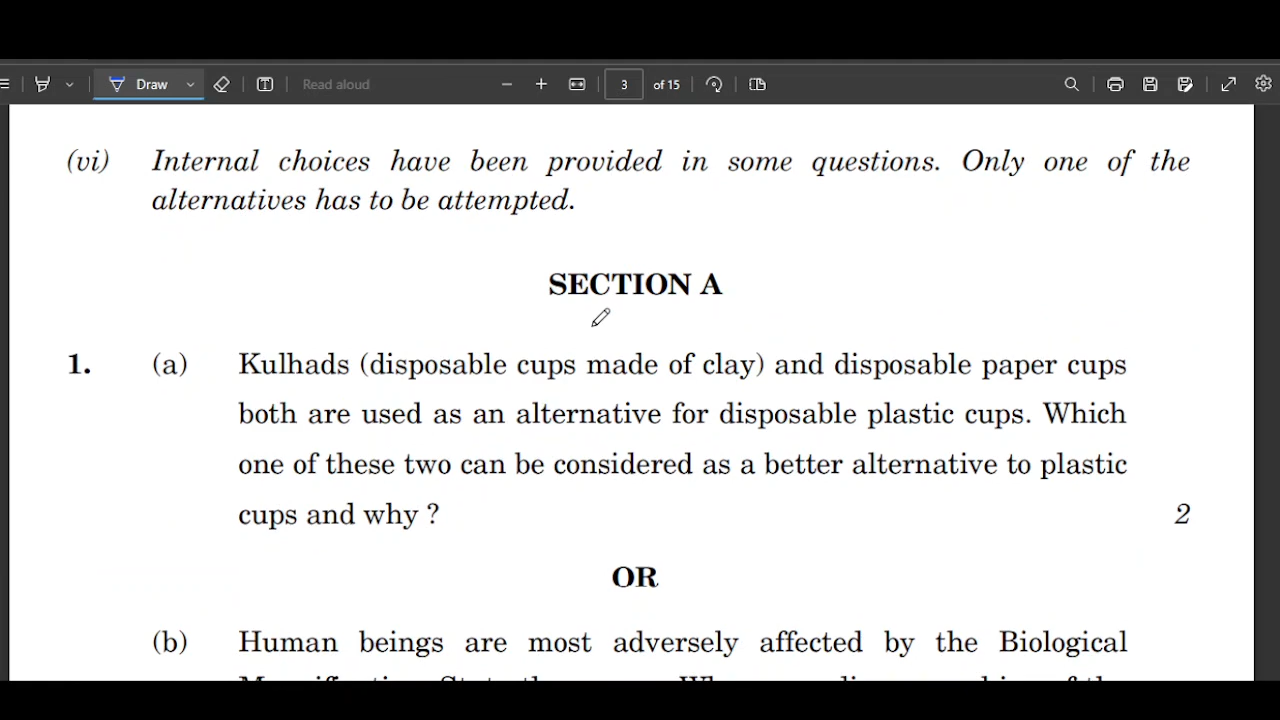 Draw
Read aloud
3 of 15
(vi) Internal choices have been provided in some questions. Only one of the
alternatives has to be attempted.
SECTION A
1. (a) Kulhads (disposable cups made of clay) and disposable paper cups
both are used as an alternative for disposable plastic cups. Which
one of these two can be considered as a better alternative to plastic
cups and why ? 2
OR
(b) Human beings are most adversely affected by the Biological